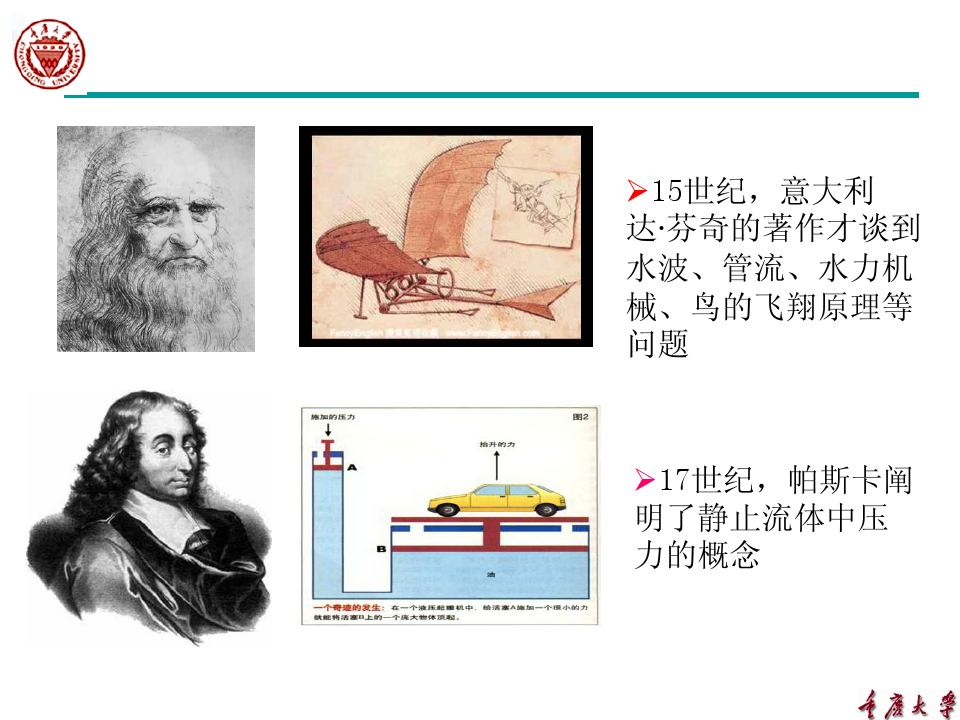 重庆大学
CHONGQING UNIVERSITY
1929
➢15世纪，意大利
达·芬奇的著作才谈到
水波、管流、水力机
械、鸟的飞翔原理等
问题
www.FannyEnglish.com
施加的压力
图2
抬升的力
A
B
油
一个奇迹的发生：在一个液压起重机中，给活塞A施加一个很小的力
就能将活塞B上的一个庞大物体顶起。
➢17世纪，帕斯卡阐
明了静止流体中压
力的概念
重庆大学